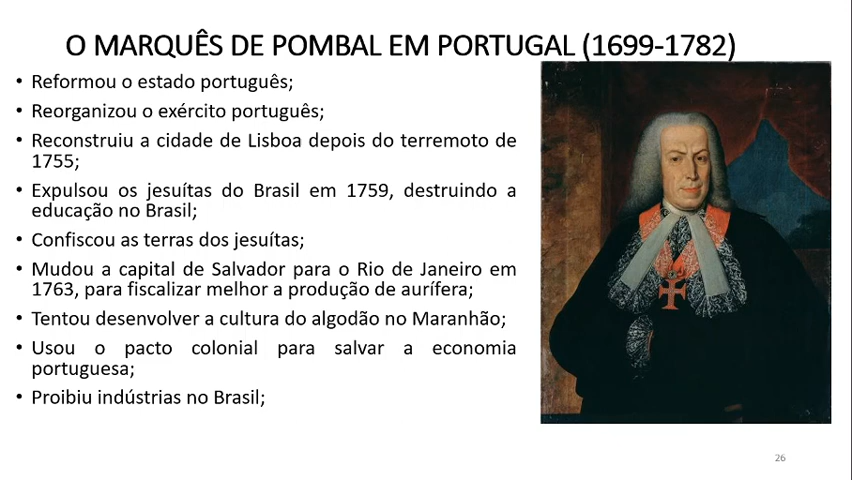 O MARQUÊS DE POMBAL EM PORTUGAL (1699-1782)
• Reformou o estado português;
• Reorganizou o exército português;
• Reconstruiu a cidade de Lisboa depois do terremoto de
1755;
• Expulsou os jesuítas do Brasil em 1759, destruindo a
educação no Brasil;
• Confiscou as terras dos jesuítas;
• Mudou a capital de Salvador para o Rio de Janeiro em
1763, para fiscalizar melhor a produção de aurífera;
• Tentou desenvolver a cultura do algodão no Maranhão;
• Usou o pacto colonial para salvar a economia
portuguesa;
• Proibiu indústrias no Brasil;
26